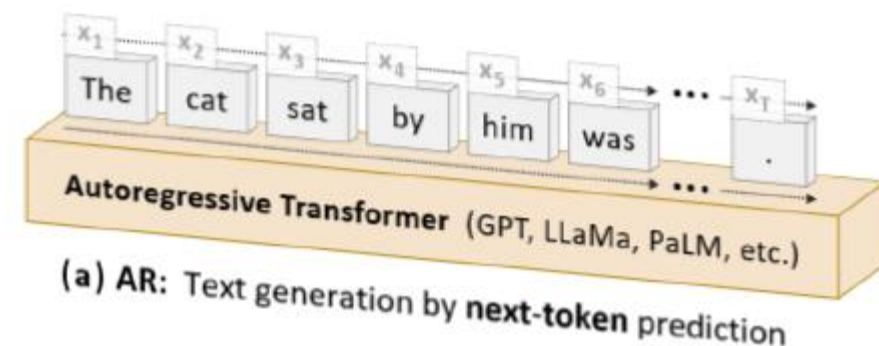 x₁ x₂ x₃ x₄ x₅ x₆ ••• x_T
The cat sat by him was .
•••
Autoregressive Transformer (GPT, LLaMa, PaLM, etc.)
(a) AR: Text generation by next-token prediction